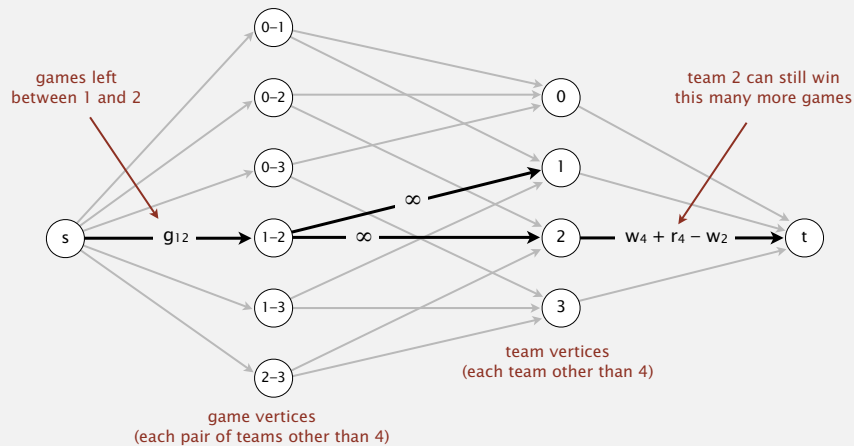 0–1
games left
between 1 and 2
team 2 can still win
this many more games
0–2
0
0–3
1
∞
s
g12
1–2
∞
2
w4 + r4 – w2
t
1–3
3
team vertices
(each team other than 4)
2–3
game vertices
(each pair of teams other than 4)